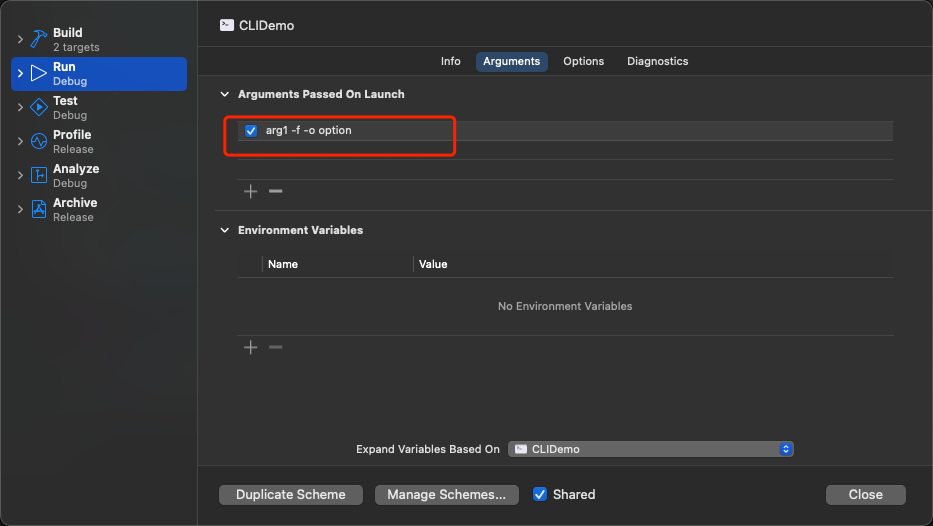 Build
2 targets
Run
Debug
Test
Debug
Profile
Release
Analyze
Debug
Archive
Release
CLIDemo
Info Arguments Options Diagnostics
Arguments Passed On Launch
arg1 -f -o option
Environment Variables
Name Value
No Environment Variables
Expand Variables Based On CLIDemo
Duplicate Scheme Manage Schemes... Shared Close